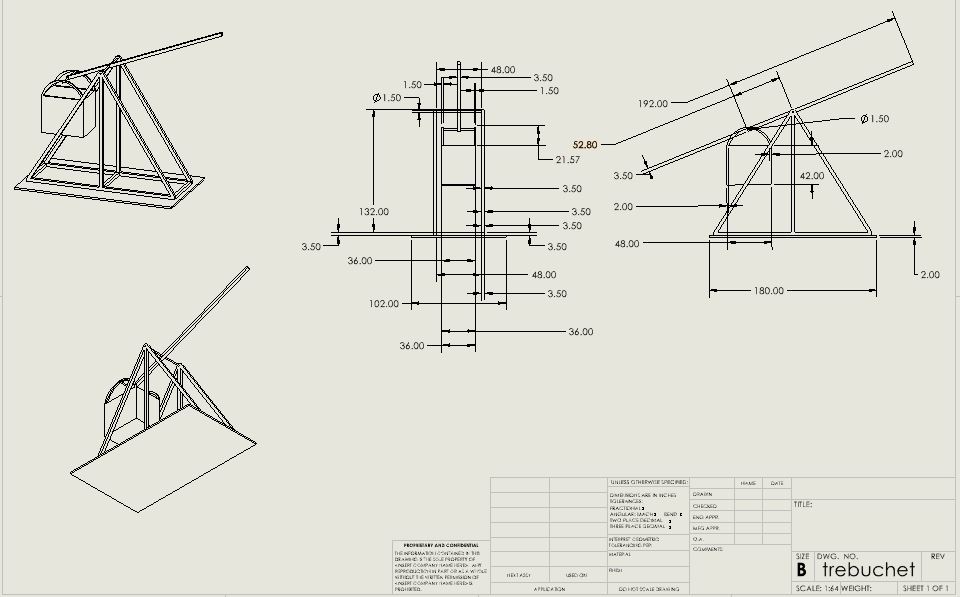 48.00
3.50
1.50
1.50
Ø1.50
21.57
3.50
3.50
132.00
3.50
3.50
3.50
36.00
48.00
3.50
102.00
36.00
36.00
192.00
Ø1.50
52.80
2.00
3.50
42.00
2.00
48.00
2.00
180.00
PROPRIETARY AND CONFIDENTIAL
THE INFORMATION CONTAINED IN THIS
DRAWING IS THE SOLE PROPERTY OF
<INSERT COMPANY NAME HERE>. ANY
REPRODUCTION IN PART OR AS A WHOLE
WITHOUT THE WRITTEN PERMISSION OF
<INSERT COMPANY NAME HERE> IS
PROHIBITED.
NEXT ASSY
USED ON
APPLICATION
UNLESS OTHERWISE SPECIFIED:
DIMENSIONS ARE IN INCHES
TOLERANCES:
FRACTIONAL±
ANGULAR: MACH± BEND ±
TWO PLACE DECIMAL ±
THREE PLACE DECIMAL ±
INTERPRET GEOMETRIC
TOLERANCING PER:
MATERIAL
FINISH
DO NOT SCALE DRAWING
NAME
DATE
DRAWN
CHECKED
ENG APPR.
MFG APPR.
Q.A.
COMMENTS:
TITLE:
SIZE
B
DWG. NO.
trebuchet
REV
SCALE: 1:64
WEIGHT:
SHEET 1 OF 1